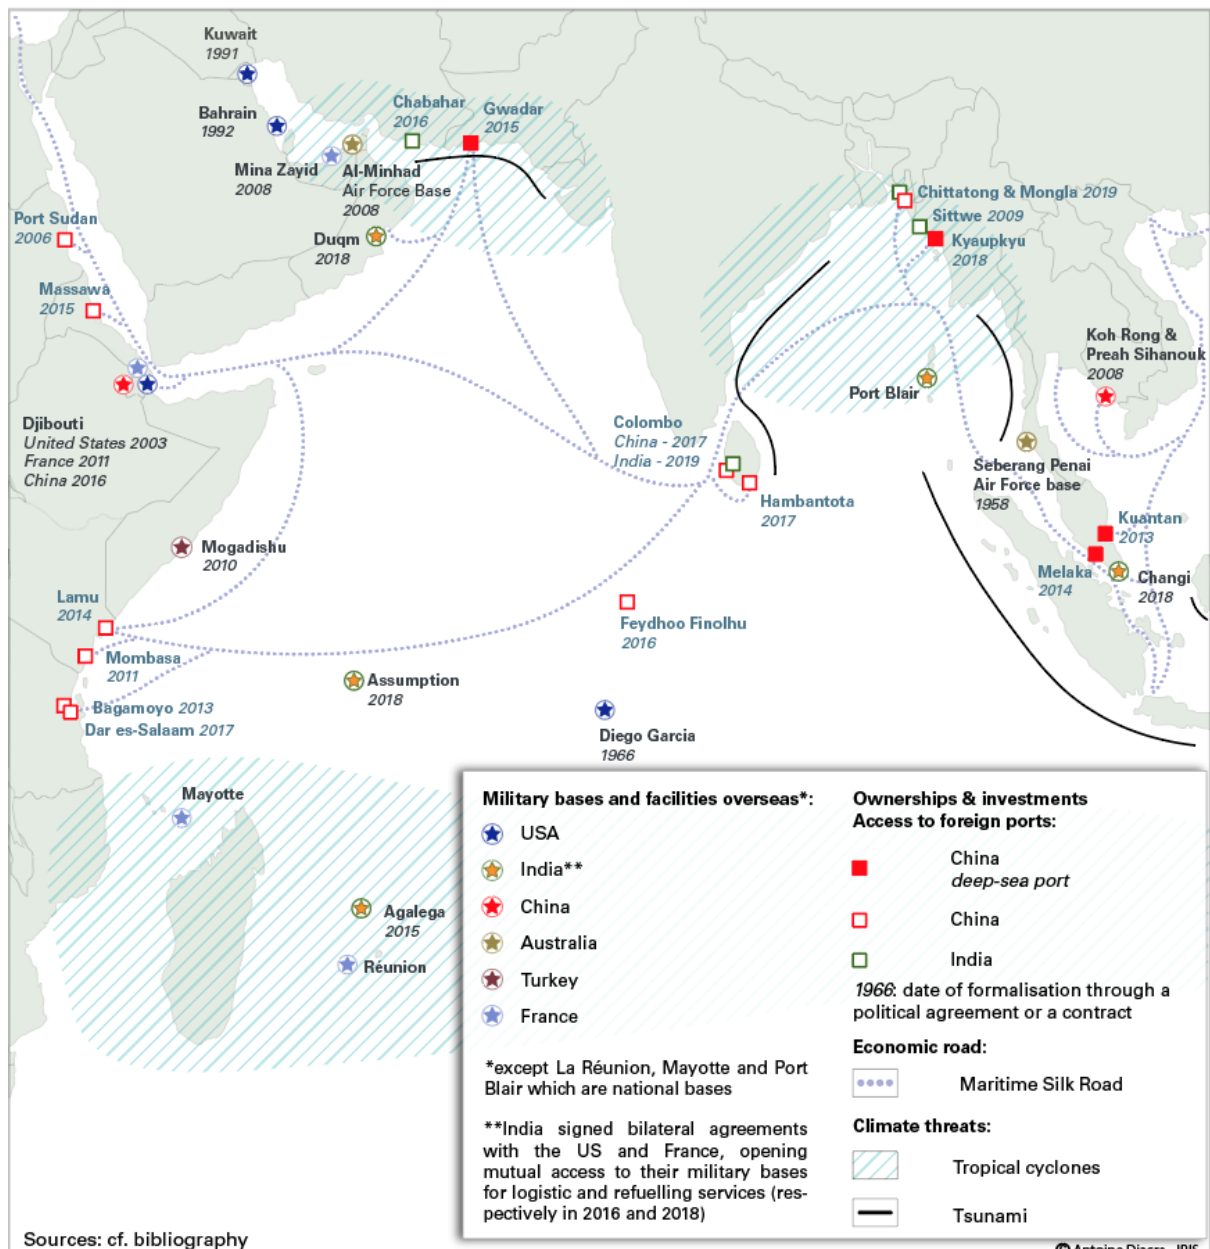 Kuwait
1991
Bahrain
1992
Mina Zayid
2008
Al-Minhad
Air Force Base
2008
Chabahar
2016
Gwadar
2015
Duqm
2018
Port Sudan
2006
Massawa
2015
Djibouti
United States 2003
France 2011
China 2016
Chittatong & Mongla 2019
Sittwe 2009
Kyaupkyu
2018
Koh Rong &
Preah Sihanouk
2008
Port Blair
Colombo
China - 2017
India - 2019
Hambantota
2017
Seberang Penai
Air Force base
1958
Kuantan
2013
Melaka
2014
Changi
2018
Mogadishu
2010
Lamu
2014
Mombasa
2011
Bagamoyo 2013
Dar es-Salaam 2017
Feydhoo Finolhu
2016
Assumption
2018
Diego Garcia
1966
Mayotte
Agalega
2015
Réunion
Military bases and facilities overseas*:
USA
India**
China
Australia
Turkey
France
*except La Réunion, Mayotte and Port
Blair which are national bases
**India signed bilateral agreements
with the US and France, opening
mutual access to their military bases
for logistic and refuelling services (res-
pectively in 2016 and 2018)
Ownerships & investments
Access to foreign ports:
China
deep-sea port
China
India
1966: date of formalisation through a
political agreement or a contract
Economic road:
Maritime Silk Road
Climate threats:
Tropical cyclones
Tsunami
Sources: cf. bibliography